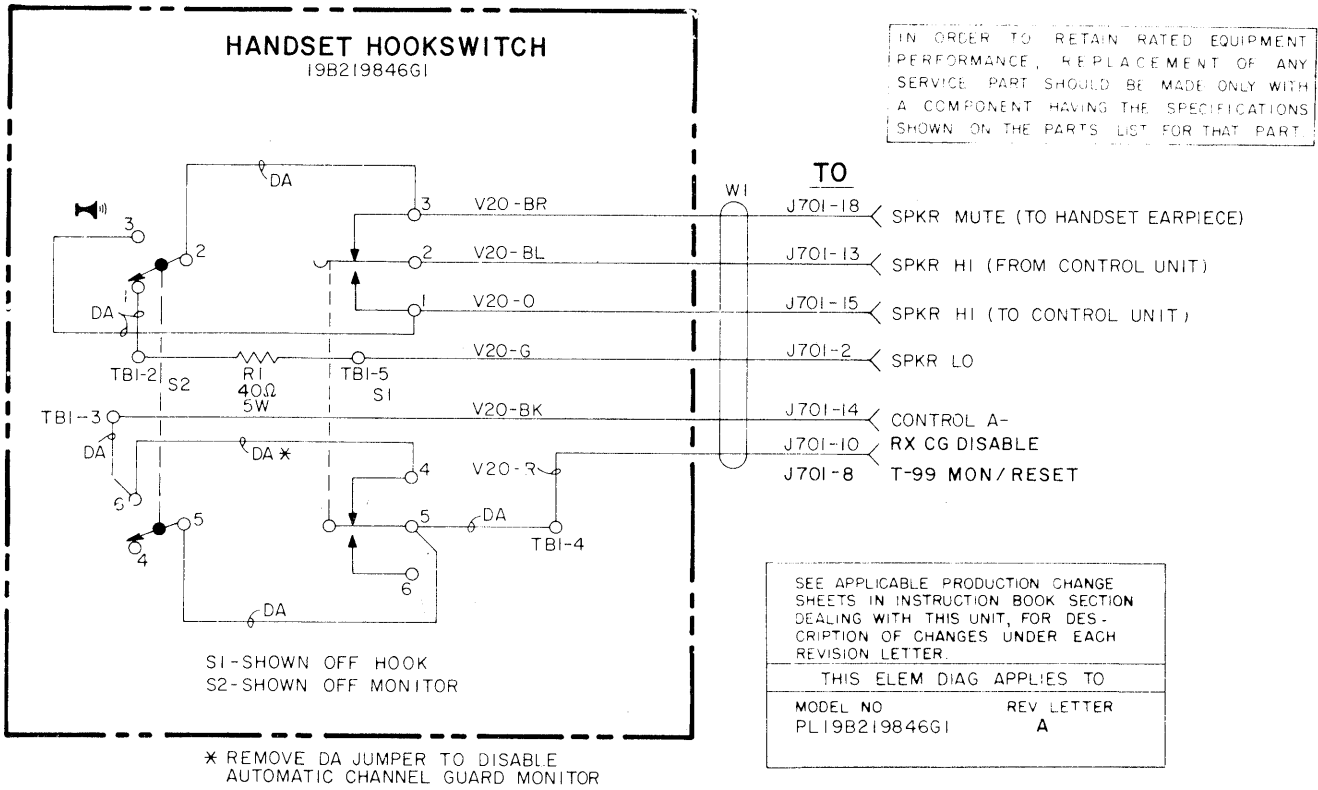 HANDSET HOOKSWITCH
19B219846G1
IN ORDER TO RETAIN RATED EQUIPMENT
PERFORMANCE, REPLACEMENT OF ANY
SERVICE PART SHOULD BE MADE ONLY WITH
A COMPONENT HAVING THE SPECIFICATIONS
SHOWN ON THE PARTS LIST FOR THAT PART.
TO
W1
DA
3
V20-BR
J701-18
SPKR MUTE (TO HANDSET EARPIECE)
3
2
2
V20-BL
J701-13
SPKR HI (FROM CONTROL UNIT)
1
DA
1
V20-O
J701-15
SPKR HI (TO CONTROL UNIT)
V20-G
J701-2
SPKR LO
TB1-2
S2
R1
40Ω
5W
TB1-5
S1
TB1-3
V20-BK
J701-14
CONTROL A-
DA
DA *
4
V20-R
J701-10
RX CG DISABLE
J701-8
T-99 MON/RESET
6
5
5
DA
TB1-4
4
6
DA
S1-SHOWN OFF HOOK
S2-SHOWN OFF MONITOR
* REMOVE DA JUMPER TO DISABLE
AUTOMATIC CHANNEL GUARD MONITOR
SEE APPLICABLE PRODUCTION CHANGE
SHEETS IN INSTRUCTION BOOK SECTION
DEALING WITH THIS UNIT, FOR DES-
CRIPTION OF CHANGES UNDER EACH
REVISION LETTER.
THIS ELEM DIAG APPLIES TO
MODEL NO REV LETTER
PL19B219846G1 A